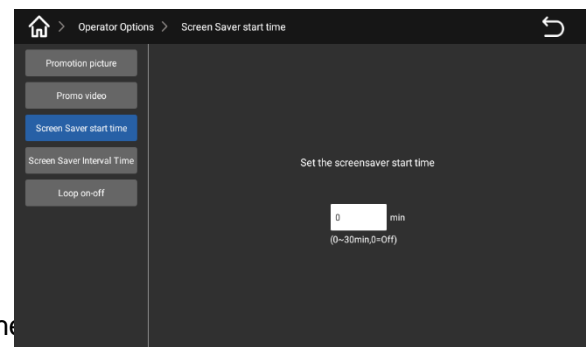 > Operator Options > Screen Saver start time
Promotion picture
Promo video
Screen Saver start time
Screen Saver Interval Time
Loop on-off
Set the screensaver start time
0 min
(0~30min,0=Off)